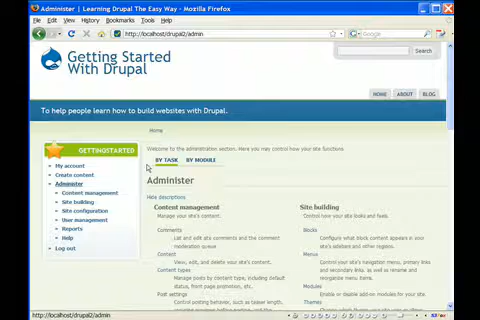 Administer | Learning Drupal The Easy Way - Mozilla Firefox
File Edit View History Bookmarks Tools Help
http://localhost/drupal2/admin
Google
Getting Started
With Drupal
Search
HOME ABOUT BLOG
To help people learn how to build websites with Drupal.
Home
GETTINGSTARTED
My account
Create content
Administer
Content management
Site building
Site configuration
User management
Reports
Help
Log out
Welcome to the administration section. Here you may control how your site functions
BY TASK BY MODULE
Administer
Hide descriptions
Content management
Manage your site's content.
Comments
List and edit site comments and the comment moderation queue
Content
View, edit, and delete your site's content.
Content types
Manage posts by content type, including default status, front page promotion, etc.
Post settings
Control posting behavior, such as teaser length,
Site building
Control how your site looks and feels.
Blocks
Configure what block content appears in your site's sidebars and other regions.
Menus
Control your site's navigation menu, primary links and secondary links, as well as rename and reorganize menu items.
Modules
Enable or disable add-on modules for your site.
Themes
http://localhost/drupal2/admin